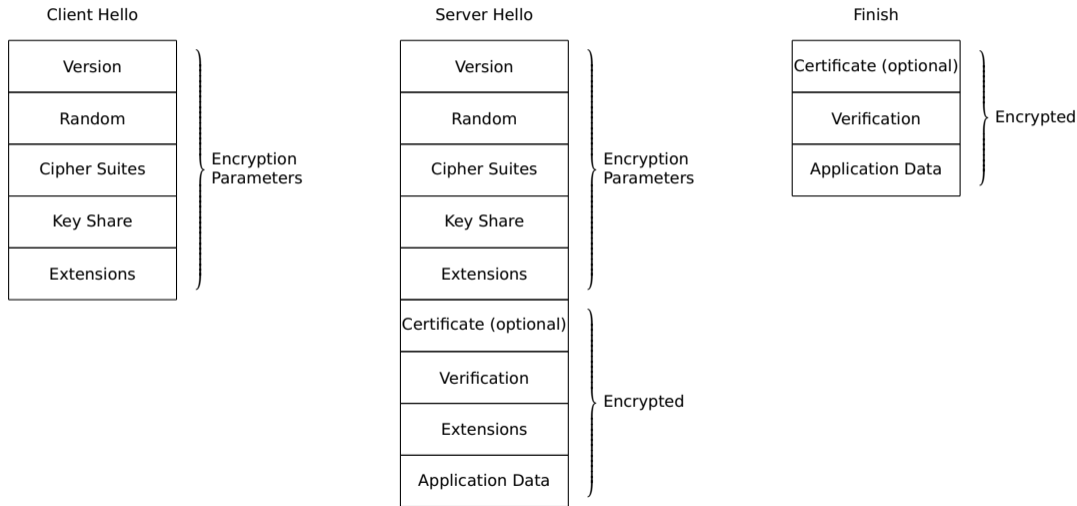 Client Hello
Version
Random
Cipher Suites
Key Share
Extensions
Encryption
Parameters
Server Hello
Version
Random
Cipher Suites
Key Share
Extensions
Encryption
Parameters
Certificate (optional)
Verification
Extensions
Application Data
Encrypted
Finish
Certificate (optional)
Verification
Application Data
Encrypted